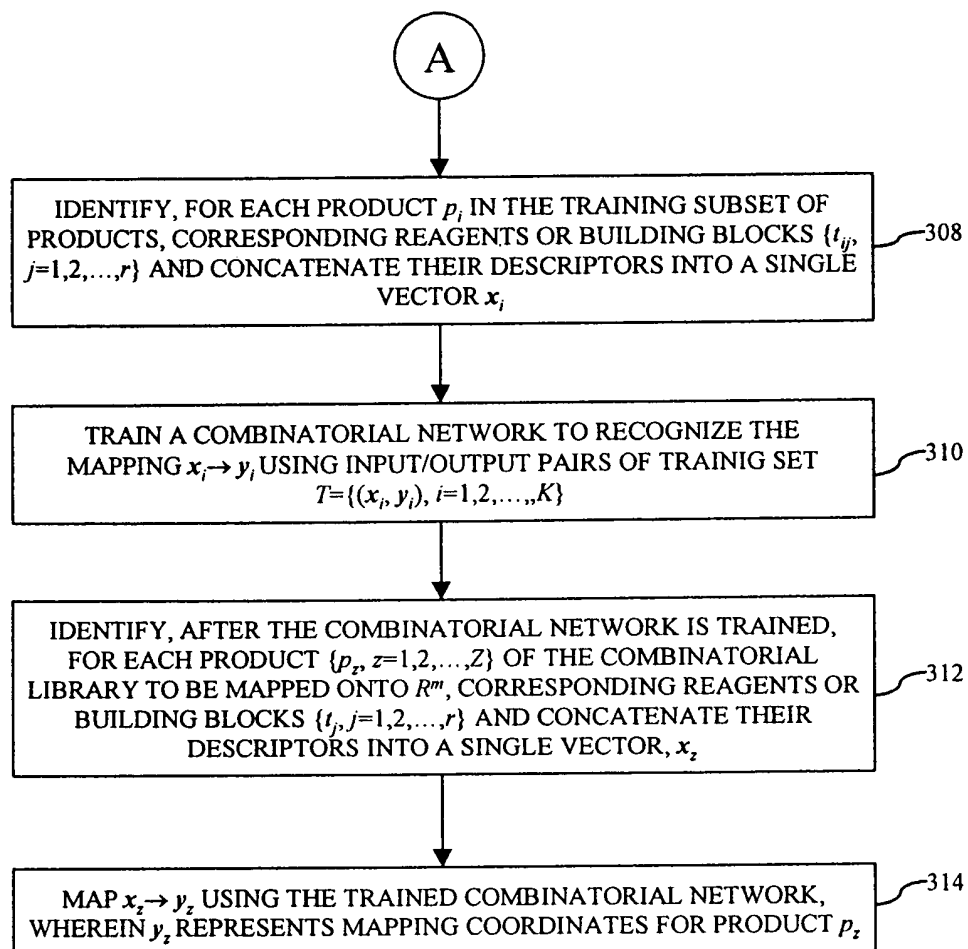 A
IDENTIFY, FOR EACH PRODUCT p_i IN THE TRAINING SUBSET OF
PRODUCTS, CORRESPONDING REAGENTS OR BUILDING BLOCKS {t_ij,
j=1,2,...,r} AND CONCATENATE THEIR DESCRIPTORS INTO A SINGLE
VECTOR x_i
308
TRAIN A COMBINATORIAL NETWORK TO RECOGNIZE THE
MAPPING x_i→ y_i USING INPUT/OUTPUT PAIRS OF TRAINIG SET
T={(x_i, y_i), i=1,2,...,,K}
310
IDENTIFY, AFTER THE COMBINATORIAL NETWORK IS TRAINED,
FOR EACH PRODUCT {p_z, z=1,2,...,Z} OF THE COMBINATORIAL
LIBRARY TO BE MAPPED ONTO R^m, CORRESPONDING REAGENTS OR
BUILDING BLOCKS {t_j, j=1,2,...,r} AND CONCATENATE THEIR
DESCRIPTORS INTO A SINGLE VECTOR, x_z
312
MAP x_z→ y_z USING THE TRAINED COMBINATORIAL NETWORK,
WHEREIN y_z REPRESENTS MAPPING COORDINATES FOR PRODUCT p_z
314